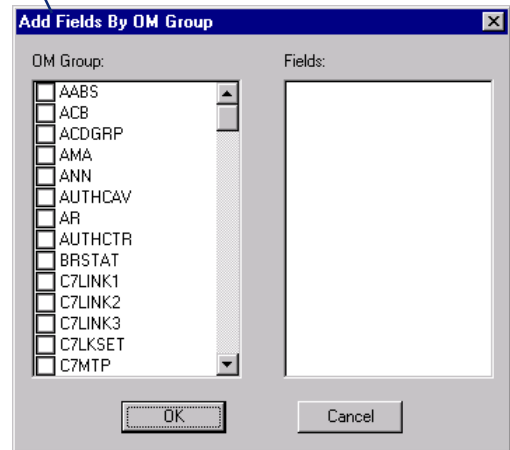 Add Fields By OM Group
OM Group: Fields:
AABS
ACB
ACDGRP
AMA
ANN
AUTHCAV
AR
AUTHCTR
BRSTAT
C7LINK1
C7LINK2
C7LINK3
C7LKSET
C7MTP
OK Cancel